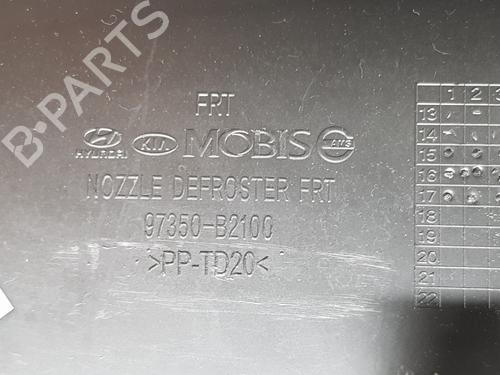 B-PARTS
FRT
HYUNDAI KIA MOBIS AMS
NOZZLE DEFROSTER FRT
97350-B2100
>PP-TD20<
1 2 3
13
14
15
16
17
18
19
20
21
22